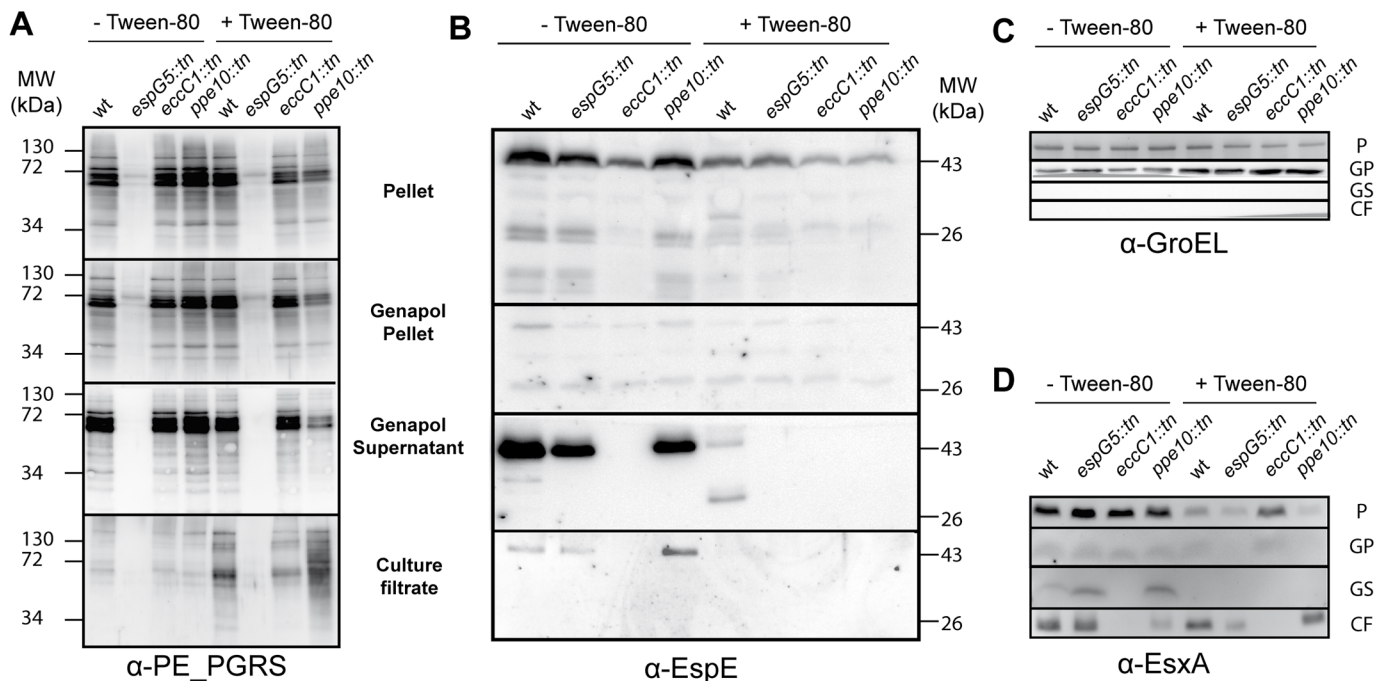 A
- Tween-80 + Tween-80
MW
(kDa)
wt espG5::tn eccC1::tn ppe10::tn wt espG5::tn eccC1::tn ppe10::tn
130
72
34
130
72
34
130
72
34
130
72
34
α-PE_PGRS
Pellet
Genapol
Pellet
Genapol
Supernatant
Culture
filtrate
B
- Tween-80 + Tween-80
wt espG5::tn eccC1::tn ppe10::tn wt espG5::tn eccC1::tn ppe10::tn
MW
(kDa)
43
26
43
26
43
26
43
26
α-EspE
C
- Tween-80 + Tween-80
wt espG5::tn eccC1::tn ppe10::tn wt espG5::tn eccC1::tn ppe10::tn
P
GP
GS
CF
α-GroEL
D
- Tween-80 + Tween-80
wt espG5::tn eccC1::tn ppe10::tn wt espG5::tn eccC1::tn ppe10::tn
P
GP
GS
CF
α-EsxA